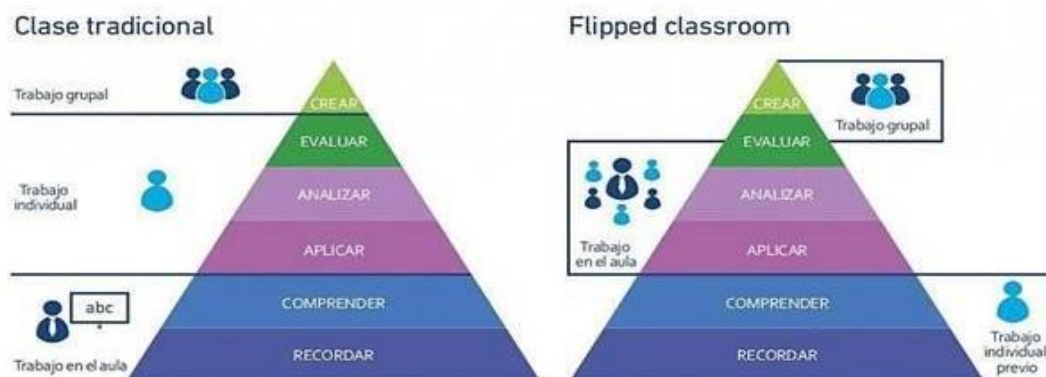 Clase tradicional
Trabajo grupal
Trabajo
individual
abc
Trabajo en el aula
CREAR
EVALUAR
ANALIZAR
APLICAR
COMPRENDER
RECORDAR
Flipped classroom
CREAR
EVALUAR
ANALIZAR
APLICAR
COMPRENDER
RECORDAR
Trabajo grupal
Trabajo
en el aula
Trabajo
individual
previo